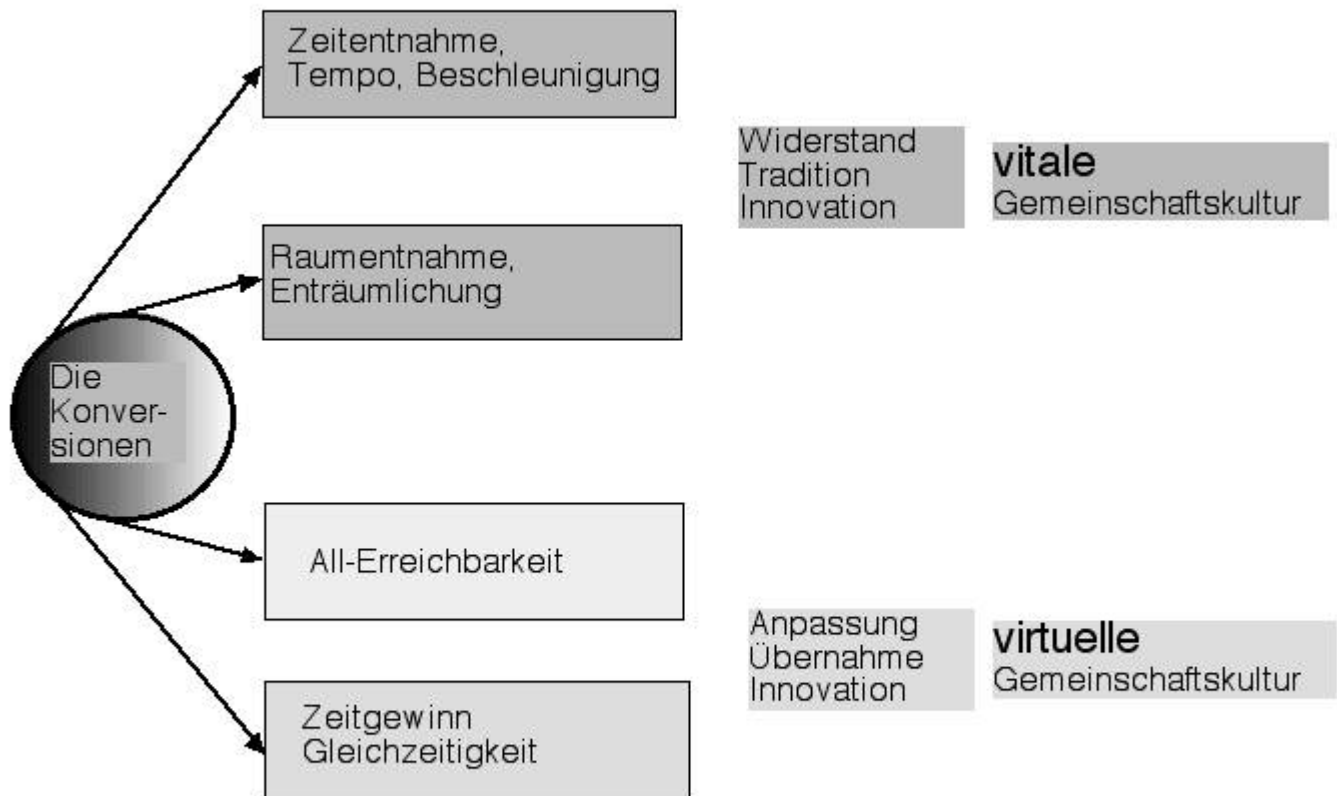 Zeitentnahme,
Tempo, Beschleunigung
Widerstand
Tradition
Innovation
vitale
Gemeinschaftskultur
Raumentnahme,
Enträumlichung
Die
Konver-
sionen
All-Erreichbarkeit
Anpassung
Übernahme
Innovation
virtuelle
Gemeinschaftskultur
Zeitgewinn
Gleichzeitigkeit